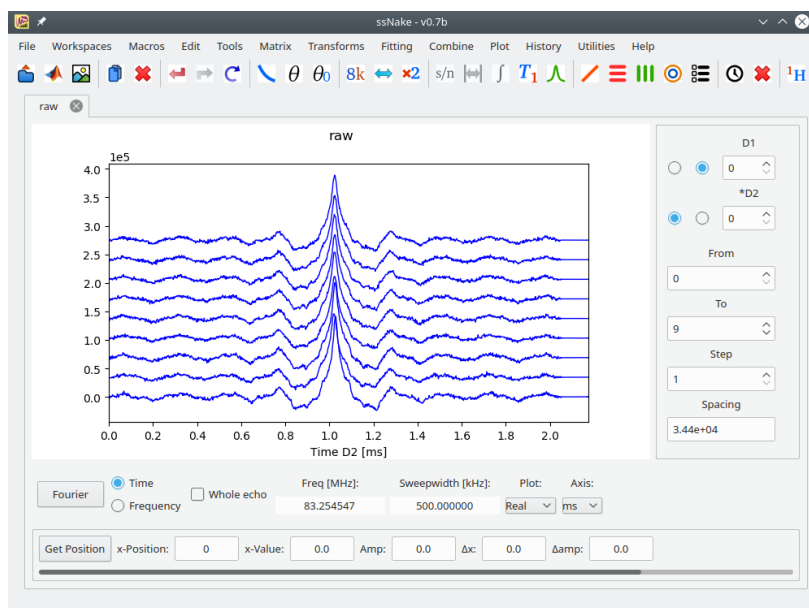 ssNake - v0.7b
File Workspaces Macros Edit Tools Matrix Transforms Fitting Combine Plot History Utilities Help
θ θ0 8k ×2 s/n ∫ T1 1H
raw
raw
1e5
4.0
3.5
3.0
2.5
2.0
1.5
1.0
0.5
0.0
0.0 0.2 0.4 0.6 0.8 1.0 1.2 1.4 1.6 1.8 2.0
Time D2 [ms]
D1
0
*D2
0
From
0
To
9
Step
1
Spacing
3.44e+04
Fourier
Time
Frequency
Whole echo
Freq [MHz]: Sweepwidth [kHz]: Plot: Axis:
83.254547 500.000000 Real ms
Get Position x-Position: 0 x-Value: 0.0 Amp: 0.0 Δx: 0.0 Δamp: 0.0